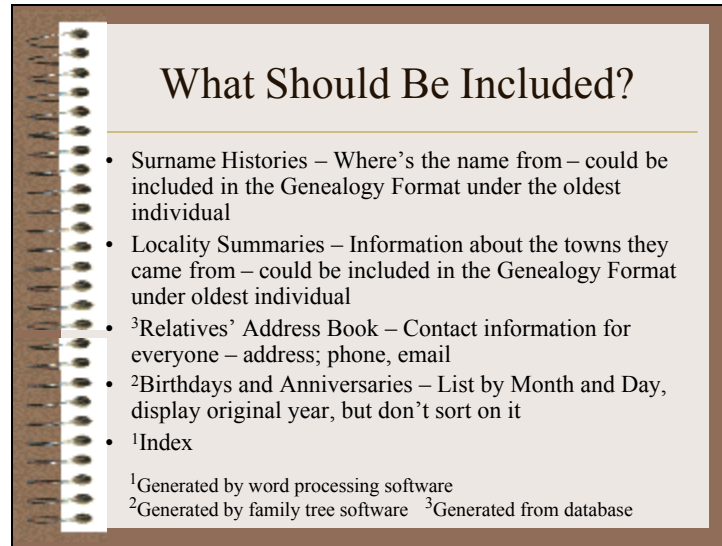 What Should Be Included?
• Surname Histories – Where’s the name from – could be
included in the Genealogy Format under the oldest
individual
• Locality Summaries – Information about the towns they
came from – could be included in the Genealogy Format
under oldest individual
• ³Relatives’ Address Book – Contact information for
everyone – address; phone, email
• ²Birthdays and Anniversaries – List by Month and Day,
display original year, but don’t sort on it
• ¹Index
¹Generated by word processing software
²Generated by family tree software ³Generated from database